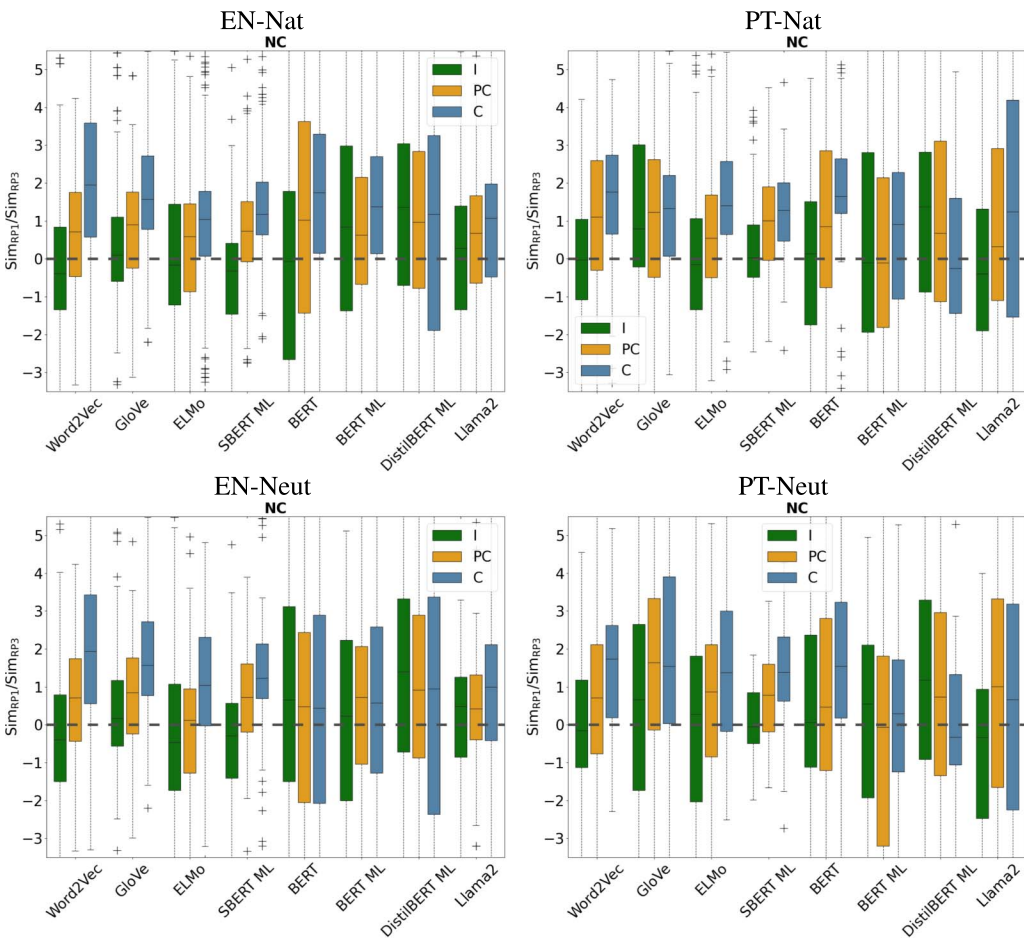 EN-Nat
NC
5
4
3
2
1
0
−1
−2
−3
Sim_RP1/Sim_RP3
I
PC
C
Word2Vec
GloVe
ELMo
SBERT ML
BERT
BERT ML
DistilBERT ML
Llama2
PT-Nat
NC
5
4
3
2
1
0
−1
−2
−3
Sim_RP1/Sim_RP3
I
PC
C
Word2Vec
GloVe
ELMo
SBERT ML
BERT
BERT ML
DistilBERT ML
Llama2
EN-Neut
NC
5
4
3
2
1
0
−1
−2
−3
Sim_RP1/Sim_RP3
I
PC
C
Word2Vec
GloVe
ELMo
SBERT ML
BERT
BERT ML
DistilBERT ML
Llama2
PT-Neut
NC
5
4
3
2
1
0
−1
−2
−3
Sim_RP1/Sim_RP3
I
PC
C
Word2Vec
GloVe
ELMo
SBERT ML
BERT
BERT ML
DistilBERT ML
Llama2